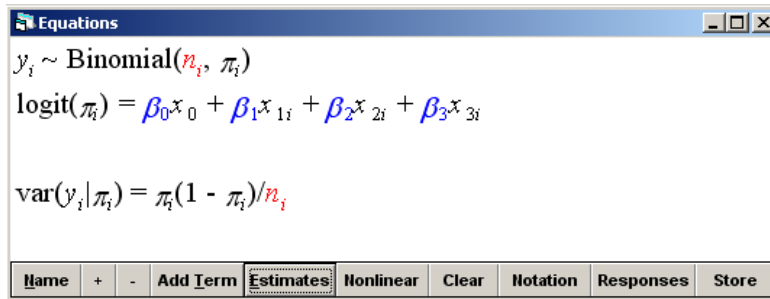 Equations
yᵢ ~ Binomial(nᵢ, πᵢ)
logit(πᵢ) = β₀x₀ + β₁x₁ᵢ + β₂x₂ᵢ + β₃x₃ᵢ
var(yᵢ|πᵢ) = πᵢ(1 - πᵢ)/nᵢ
Name + - Add Term Estimates Nonlinear Clear Notation Responses Store